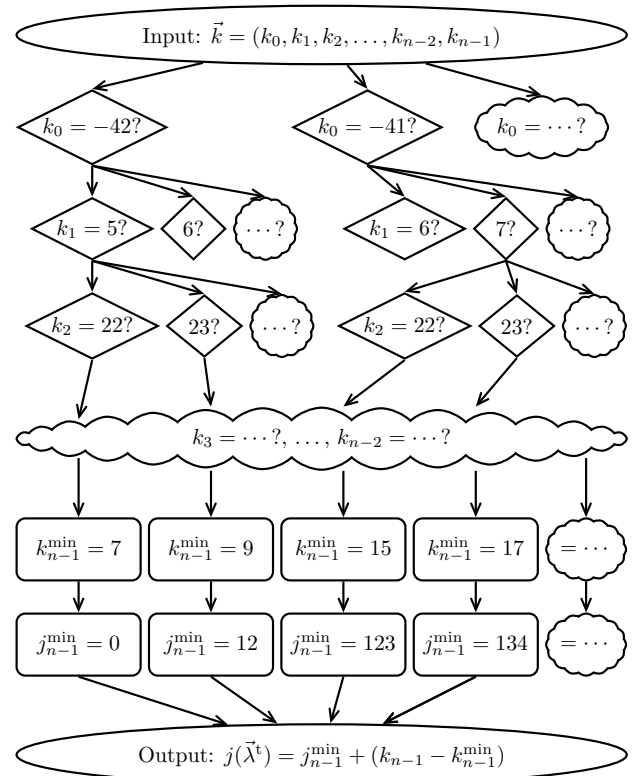 Input: $\vec{k} = (k_0, k_1, k_2, \ldots, k_{n-2}, k_{n-1})$
$k_0 = -42?$ $k_0 = -41?$ $k_0 = \cdots?$
$k_1 = 5?$ $6?$ $\cdots?$ $k_1 = 6?$ $7?$ $\cdots?$
$k_2 = 22?$ $23?$ $\cdots?$ $k_2 = 22?$ $23?$ $\cdots?$
$k_3 = \cdots?, \ldots, k_{n-2} = \cdots?$
$k_{n-1}^{\min} = 7$ $k_{n-1}^{\min} = 9$ $k_{n-1}^{\min} = 15$ $k_{n-1}^{\min} = 17$ $= \cdots$
$j_{n-1}^{\min} = 0$ $j_{n-1}^{\min} = 12$ $j_{n-1}^{\min} = 123$ $j_{n-1}^{\min} = 134$ $= \cdots$
Output: $j(\vec{\lambda}^{\mathrm{t}}) = j_{n-1}^{\min} + (k_{n-1} - k_{n-1}^{\min})$